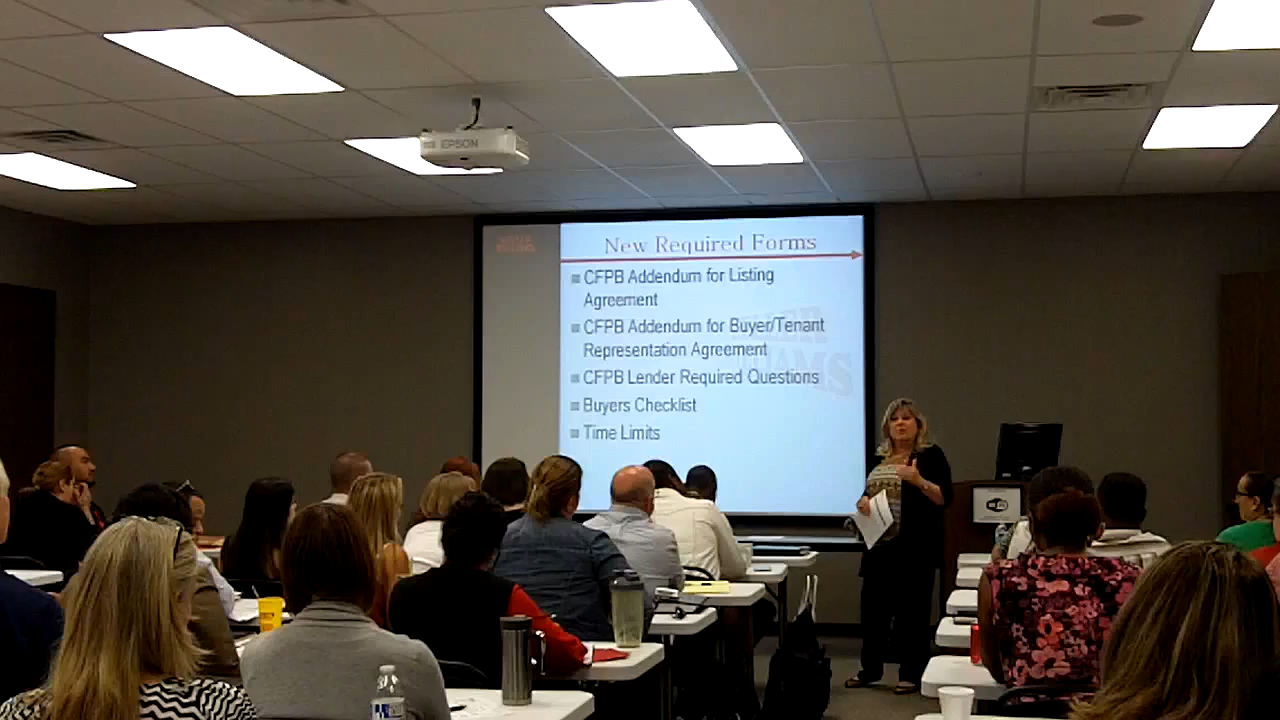 EPSON
New Required Forms
CFPB Addendum for Listing
Agreement
CFPB Addendum for Buyer/Tenant
Representation Agreement
CFPB Lender Required Questions
Buyers Checklist
Time Limits